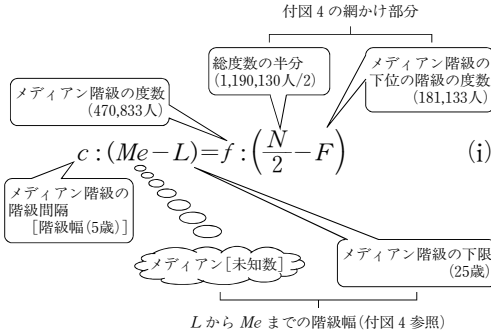 付図4の網かけ部分
総度数の半分
(1,190,130人/2)
メディアン階級の
下位の階級の度数
(181,133人)
メディアン階級の度数
(470,833人)
c : (Me−L)=f : (N/2−F) (i)
メディアン階級の
階級間隔
[階級幅(5歳)]
メディアン[未知数]
メディアン階級の下限
(25歳)
LからMeまでの階級幅(付図4参照)